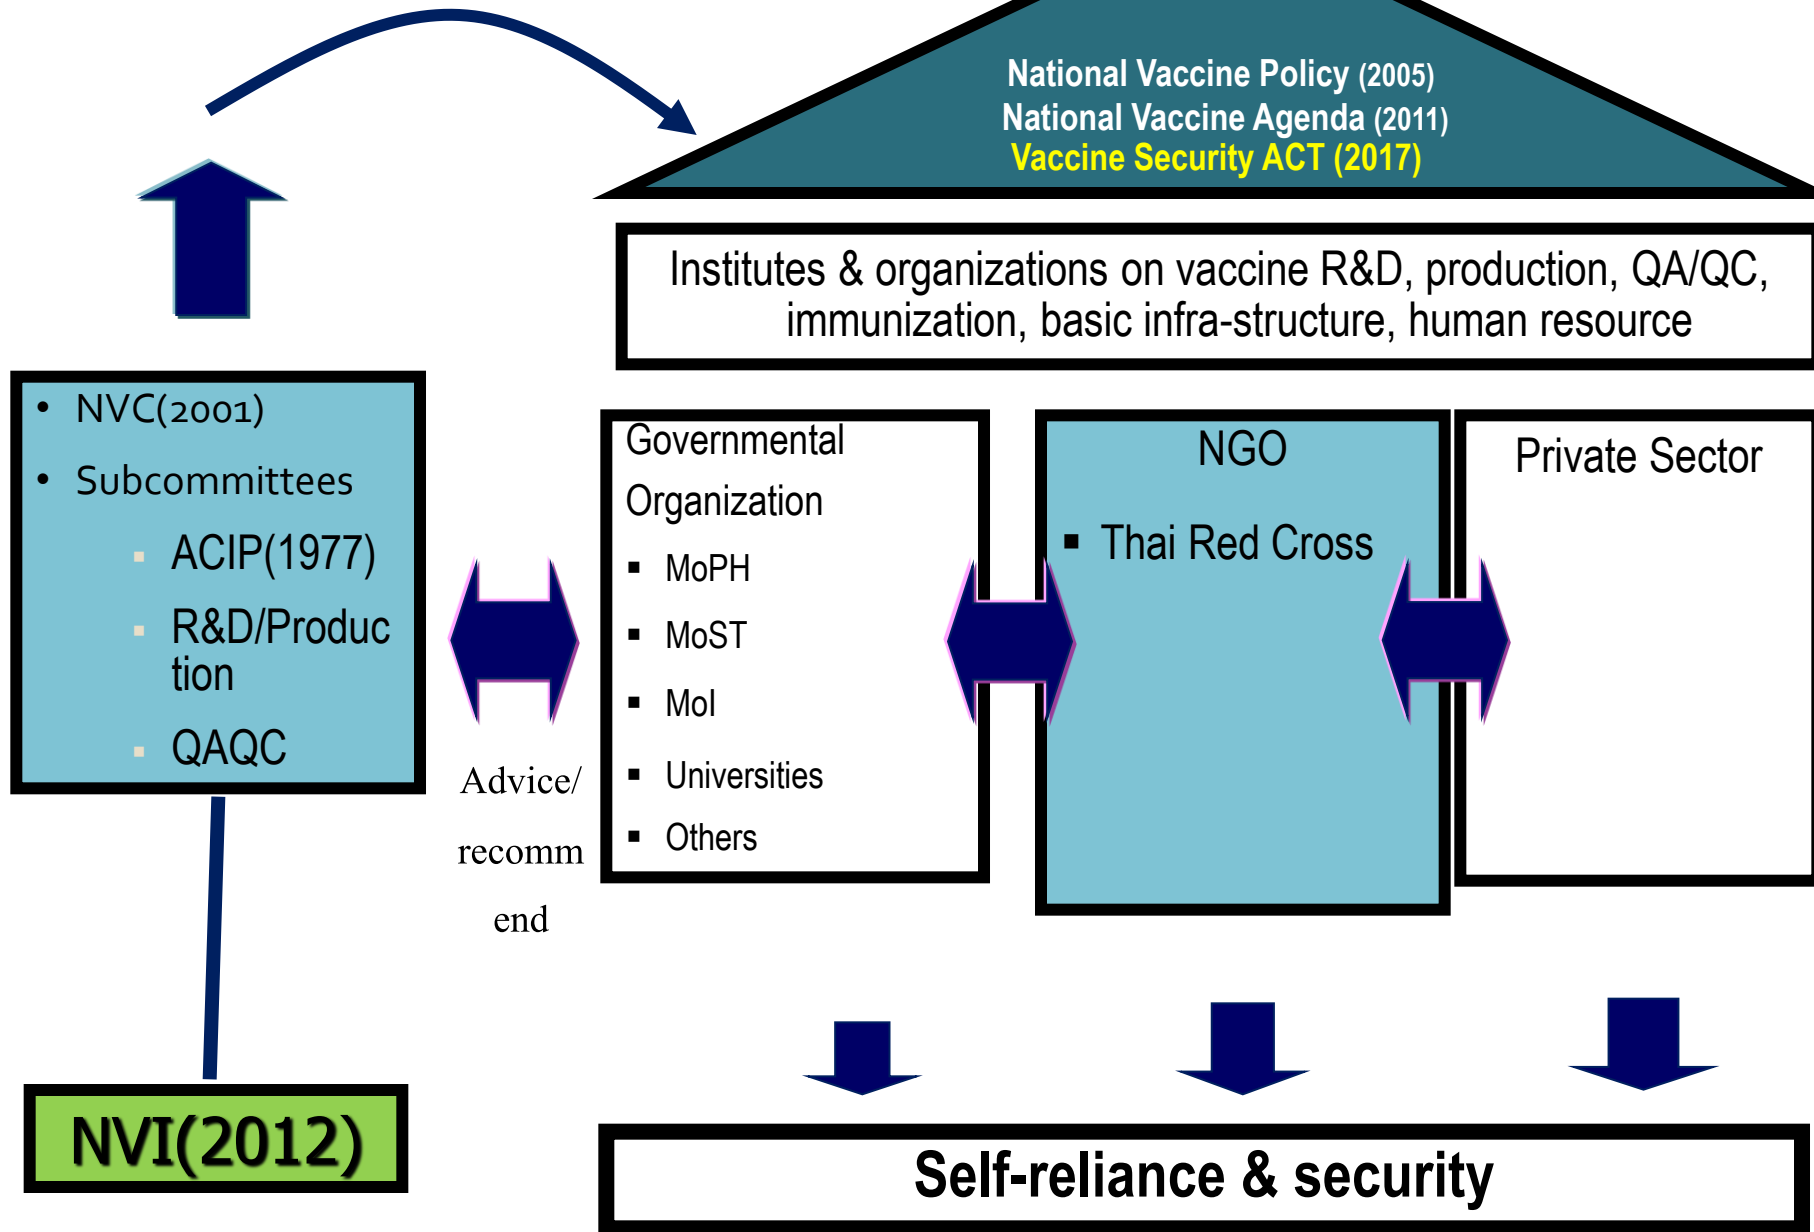 National Vaccine Policy (2005)
National Vaccine Agenda (2011)
Vaccine Security ACT (2017)
Institutes & organizations on vaccine R&D, production, QA/QC,
immunization, basic infra-structure, human resource
• NVC(2001)
• Subcommittees
▪ ACIP(1977)
▪ R&D/Produc
tion
▪ QAQC
Advice/
recomm
end
Governmental
Organization
▪ MoPH
▪ MoST
▪ MoI
▪ Universities
▪ Others
NGO
▪ Thai Red Cross
Private Sector
NVI(2012)
Self-reliance & security